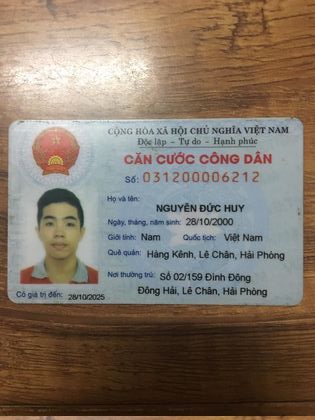 CỘNG HÒA XÃ HỘI CHỦ NGHĨA VIỆT NAM
Độc lập - Tự do - Hạnh phúc
CĂN CƯỚC CÔNG DÂN
Số: 031200006212
Họ và tên:
NGUYỄN ĐỨC HUY
Ngày, tháng, năm sinh: 28/10/2000
Giới tính: Nam Quốc tịch: Việt Nam
Quê quán: Hàng Kênh, Lê Chân, Hải Phòng
Nơi thường trú: Số 02/159 Đình Đông
Đông Hải, Lê Chân, Hải Phòng
Có giá trị đến: 28/10/2025